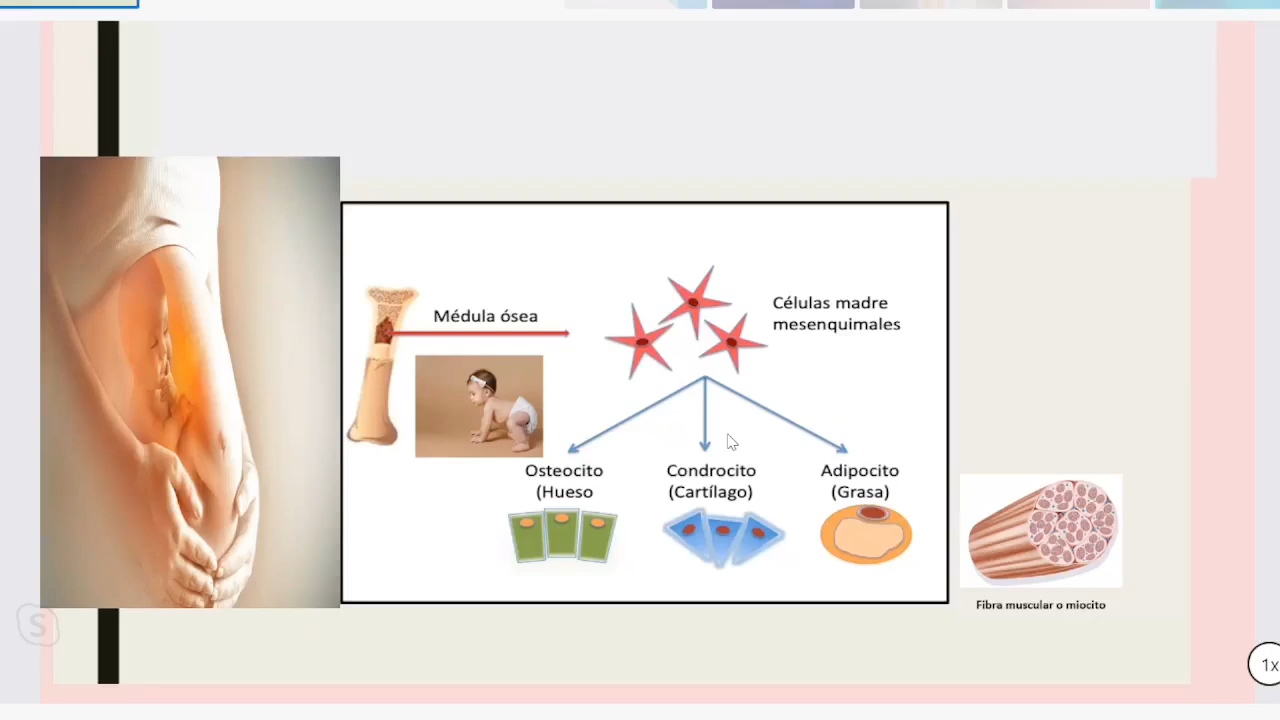 Médula ósea
Células madre
mesenquimales
Osteocito
(Hueso
Condrocito
(Cartílago)
Adipocito
(Grasa)
Fibra muscular o miocito
S
1x